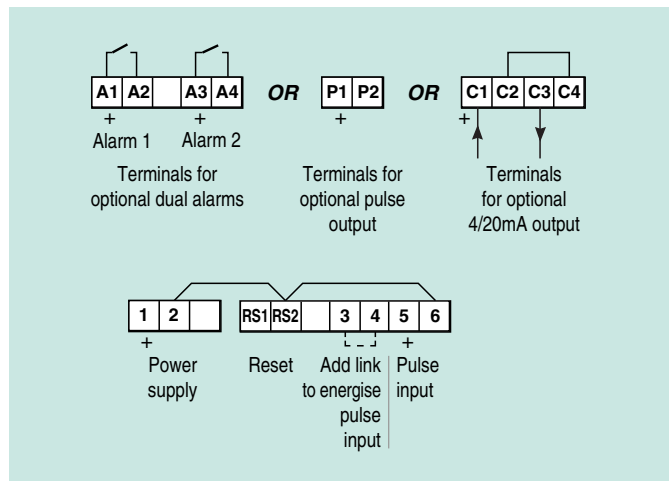 A1 A2 A3 A4 OR P1 P2 OR C1 C2 C3 C4
+ + + +
Alarm 1 Alarm 2
Terminals for
optional dual alarms
Terminals for
optional pulse
output
Terminals
for optional
4/20mA output
1 2 RS1 RS2 3 4 5 6
+ +
Power
supply
Reset
Add link
to energise
pulse
input
Pulse
input